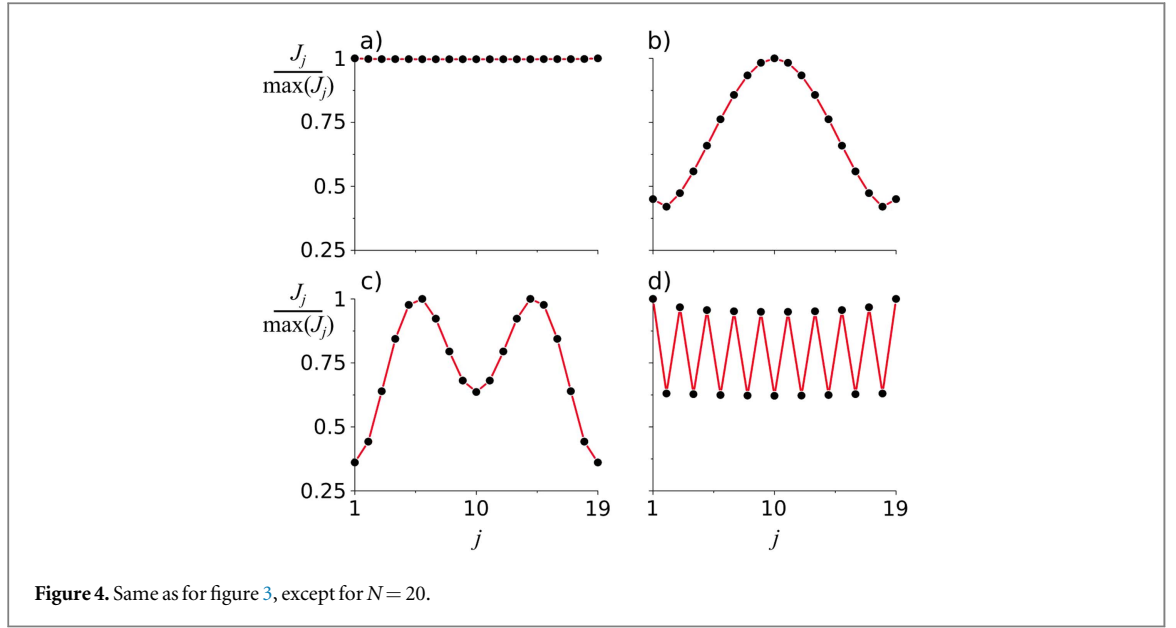 a)
b)
J_j
max(J_j)
1
0.75
0.5
0.25
c)
d)
J_j
max(J_j)
1
0.75
0.5
0.25
1 10 19 1 10 19
j j
Figure 4. Same as for figure 3, except for N = 20.